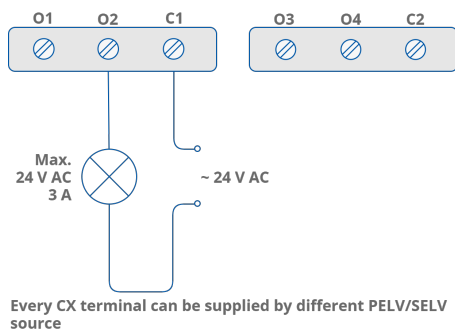 O1 O2 C1 O3 O4 C2
Max.
24 V AC
3 A
~ 24 V AC
Every CX terminal can be supplied by different PELV/SELV
source